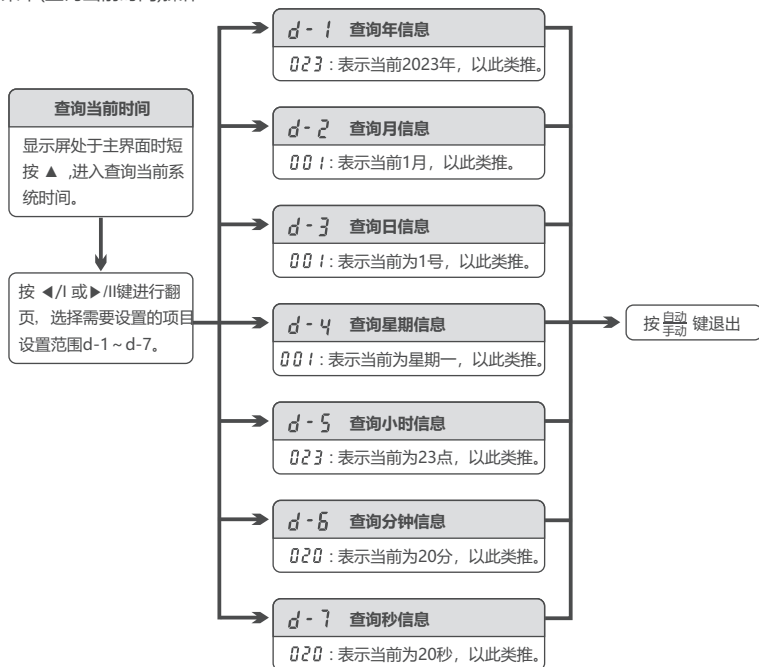 查询当前时间
显示屏处于主界面时短
按 ▲ ,进入查询当前系
统时间。
按 ◀/I 或▶/II键进行翻
页, 选择需要设置的项目
设置范围d-1~d-7。
d-1 查询年信息
023:表示当前2023年, 以此类推。
d-2 查询月信息
001:表示当前1月, 以此类推。
d-3 查询日信息
001:表示当前为1号, 以此类推。
d-4 查询星期信息
001:表示当前为星期一, 以此类推。
d-5 查询小时信息
023:表示当前为23点, 以此类推。
d-6 查询分钟信息
020:表示当前为20分, 以此类推。
d-7 查询秒信息
020:表示当前为20秒, 以此类推。
按 自动/手动 键退出